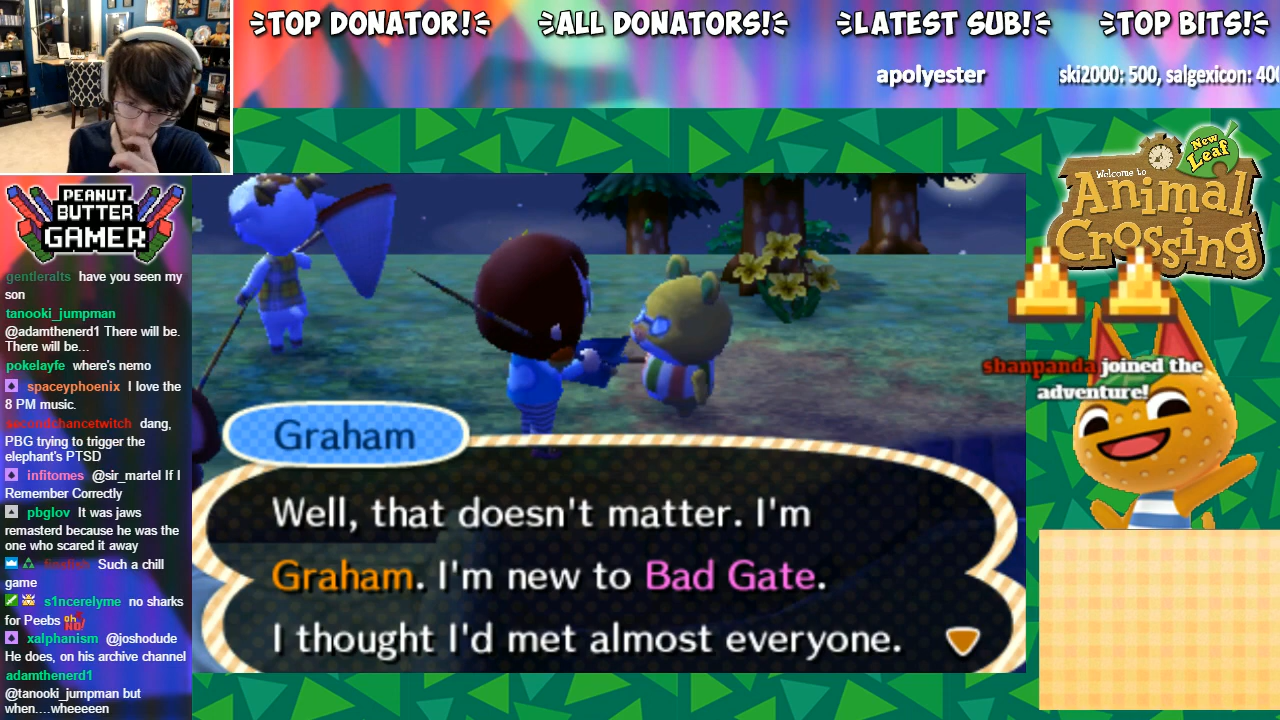 TOP DONATOR!
ALL DONATORS!
LATEST SUB!
TOP BITS!
apolyester
ski2000: 500, salgexicon: 400
PEANUT
BUTTER
GAMER
gentleralts have you seen my
son
tanooki_jumpman
@adamthenerd1 There will be.
There will be...
pokelayfe where's nemo
spaceyphoenix I love the
8 PM music.
secondchancetwitch dang,
PBG trying to trigger the
elephant's PTSD
infitomes @sir_martel If I
Remember Correctly
pbglov It was jaws
remasterd because he was the
one who scared it away
Such a chill
game
s1ncerelyme no sharks
for Peebs oh NO!
xalphanism @joshodude
He does, on his archive channel
adamthenerd1
@tanooki_jumpman but
when....wheeeeen
Graham
Well, that doesn't matter. I'm
Graham. I'm new to Bad Gate.
I thought I'd met almost everyone.
Welcome to
New Leaf
Animal
Crossing
shanpanda joined the
adventure!